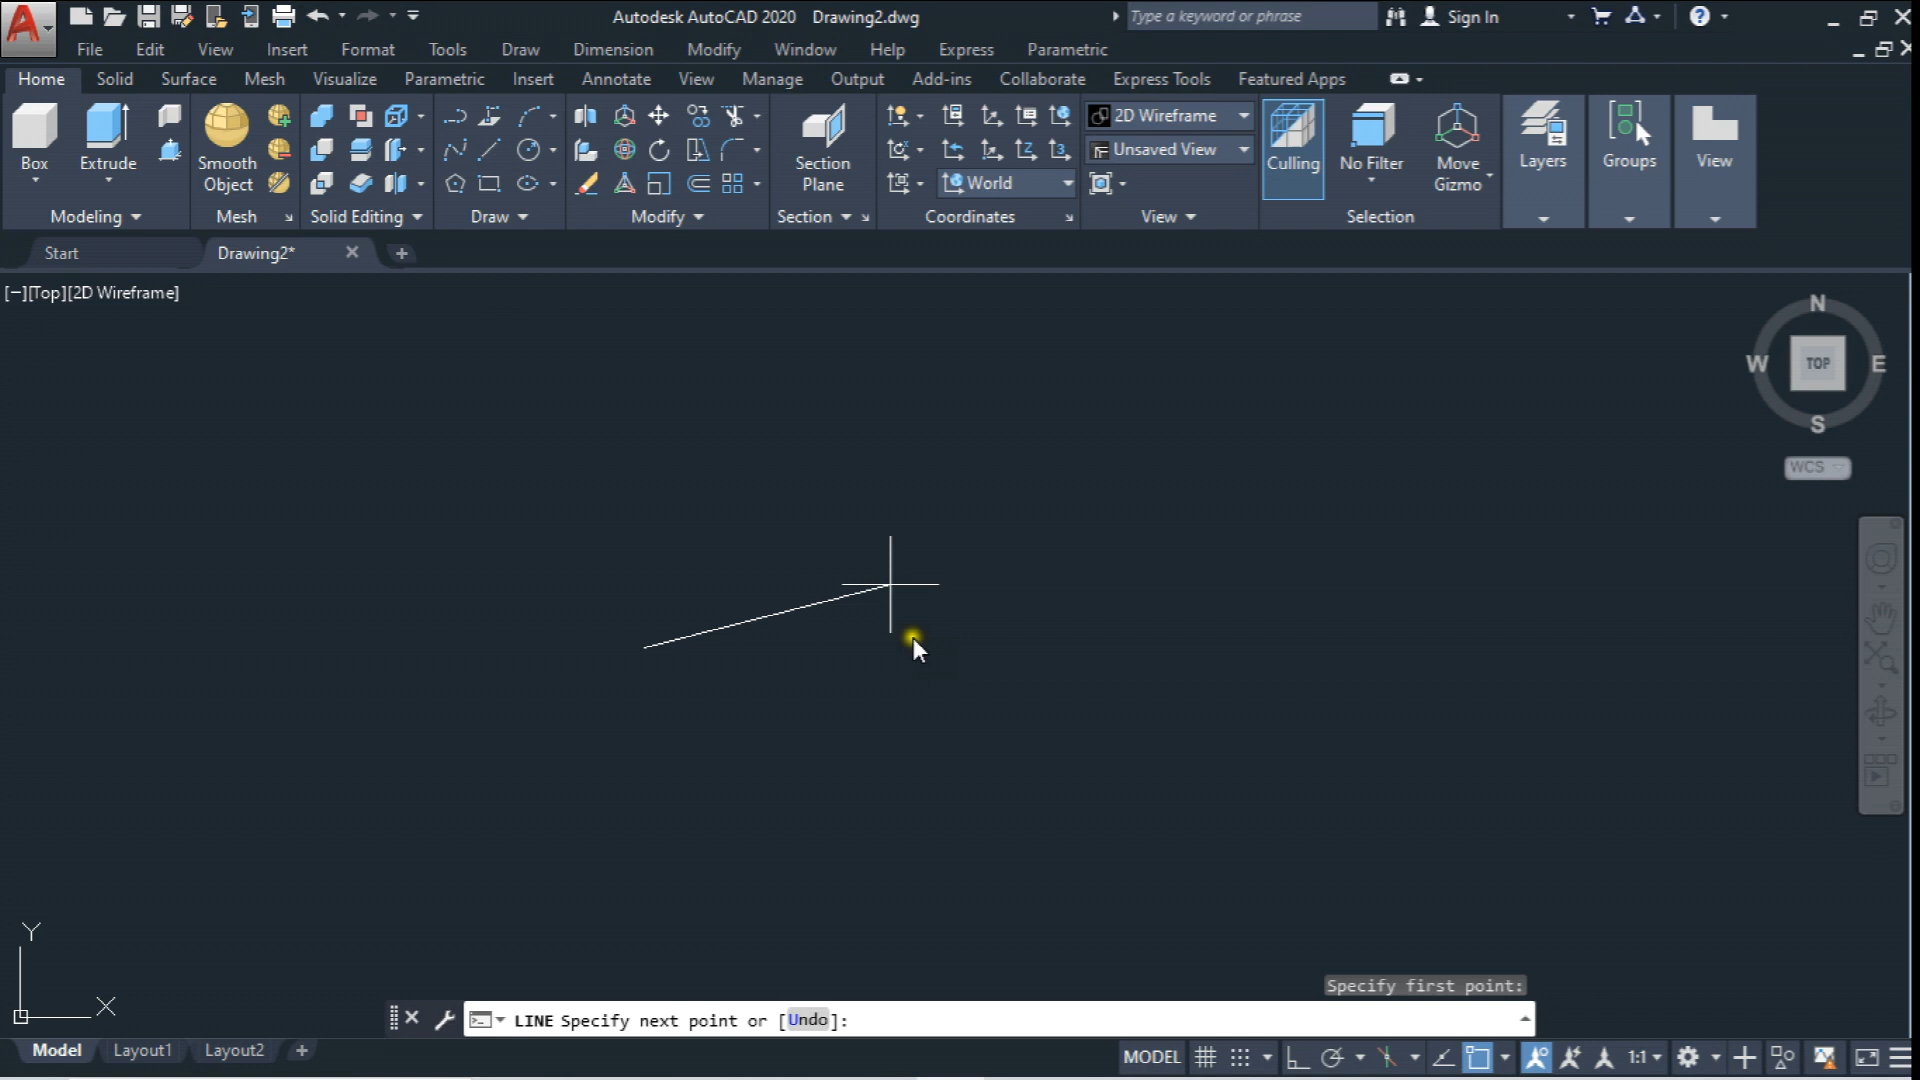 Autodesk AutoCAD 2020 Drawing2.dwg Type a keyword or phrase Sign In
File Edit View Insert Format Tools Draw Dimension Modify Window Help Express Parametric
Home Solid Surface Mesh Visualize Parametric Insert Annotate View Manage Output Add-ins Collaborate Express Tools Featured Apps
2D Wireframe
Unsaved View
World
Box Extrude Smooth Object Section Plane Culling No Filter Move Gizmo Layers Groups View
Modeling Mesh Solid Editing Draw Modify Section Coordinates View Selection
Start Drawing2*
[−][Top][2D Wireframe]
N
W TOP E
S
WCS
Y
X
Specify first point:
LINE Specify next point or [Undo]:
Model Layout1 Layout2
MODEL 1:1